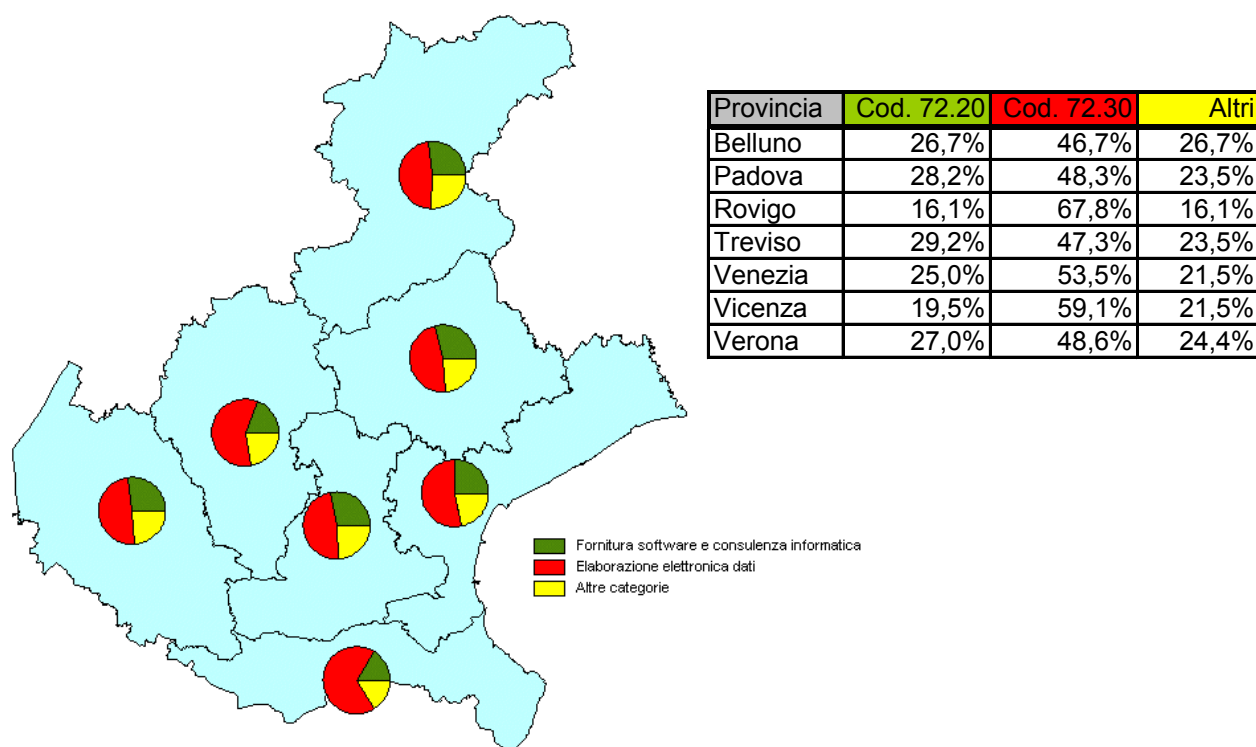 Provincia Cod. 72.20 Cod. 72.30 Altri
Belluno 26,7% 46,7% 26,7%
Padova 28,2% 48,3% 23,5%
Rovigo 16,1% 67,8% 16,1%
Treviso 29,2% 47,3% 23,5%
Venezia 25,0% 53,5% 21,5%
Vicenza 19,5% 59,1% 21,5%
Verona 27,0% 48,6% 24,4%
Fornitura software e consulenza informatica
Elaborazione elettronica dati
Altre categorie